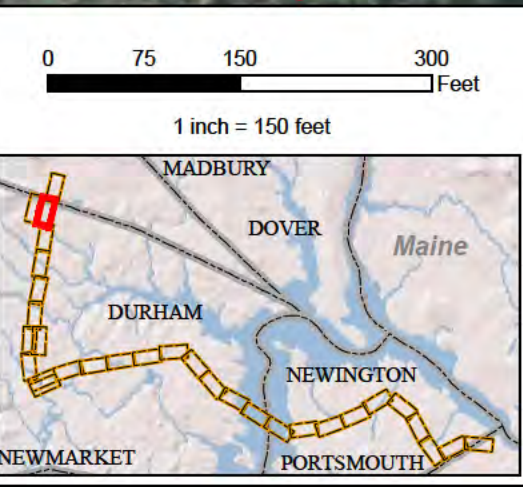 0 75 150 300
Feet
1 inch = 150 feet
MADBURY
DOVER
Maine
DURHAM
NEWINGTON
NEWMARKET
PORTSMOUTH